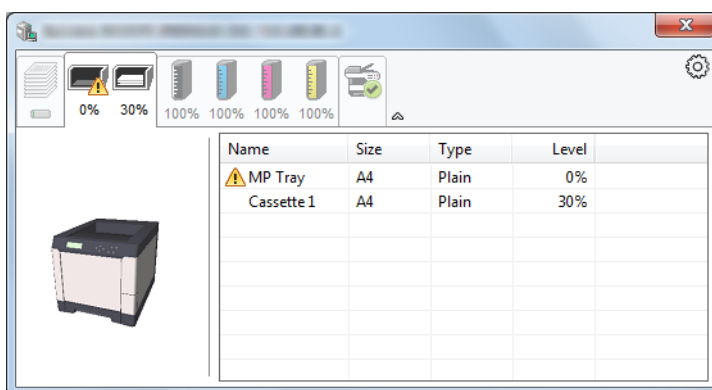 0% 30% 100% 100% 100% 100%
Name Size Type Level
MP Tray A4 Plain 0%
Cassette 1 A4 Plain 30%